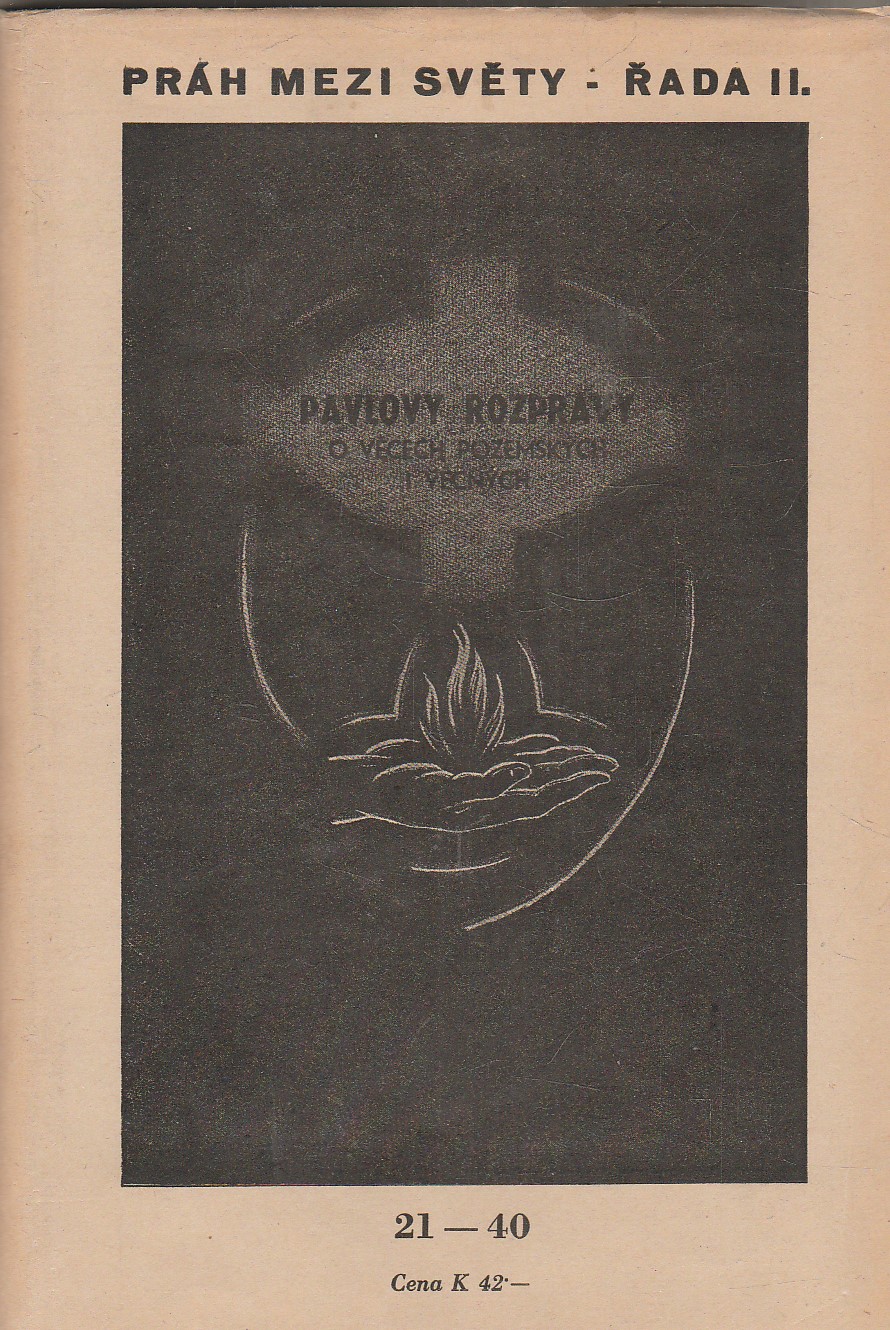 PRÁH MEZI SVĚTY - ŘADA II.
PAVLOVY ROZPRAVY
O VĚCECH POZEMSKÝCH
I VĚČNÝCH
21 — 40
Cena K 42·—